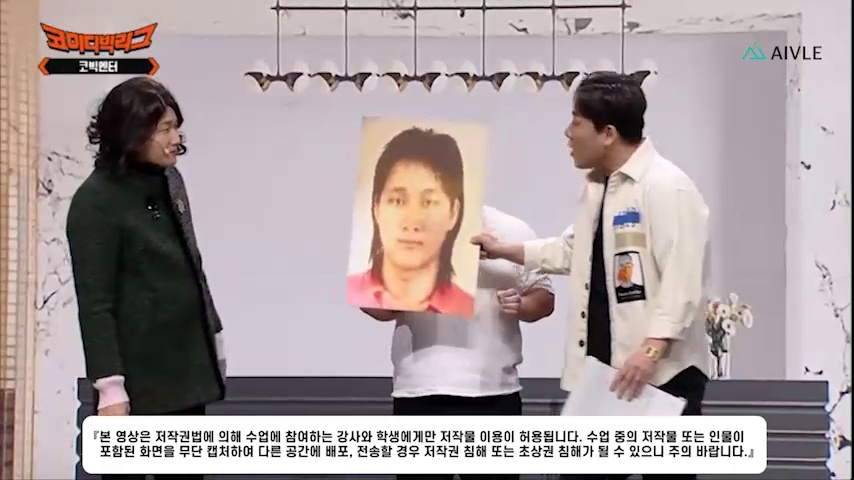 코미디빅리그
코빅엔터
AIVLE
『본 영상은 저작권법에 의해 수업에 참여하는 강사와 학생에게만 저작물 이용이 허용됩니다. 수업 중의 저작물 또는 인물이
포함된 화면을 무단 캡처하여 다른 공간에 배포, 전송할 경우 저작권 침해 또는 초상권 침해가 될 수 있으니 주의 바랍니다.』